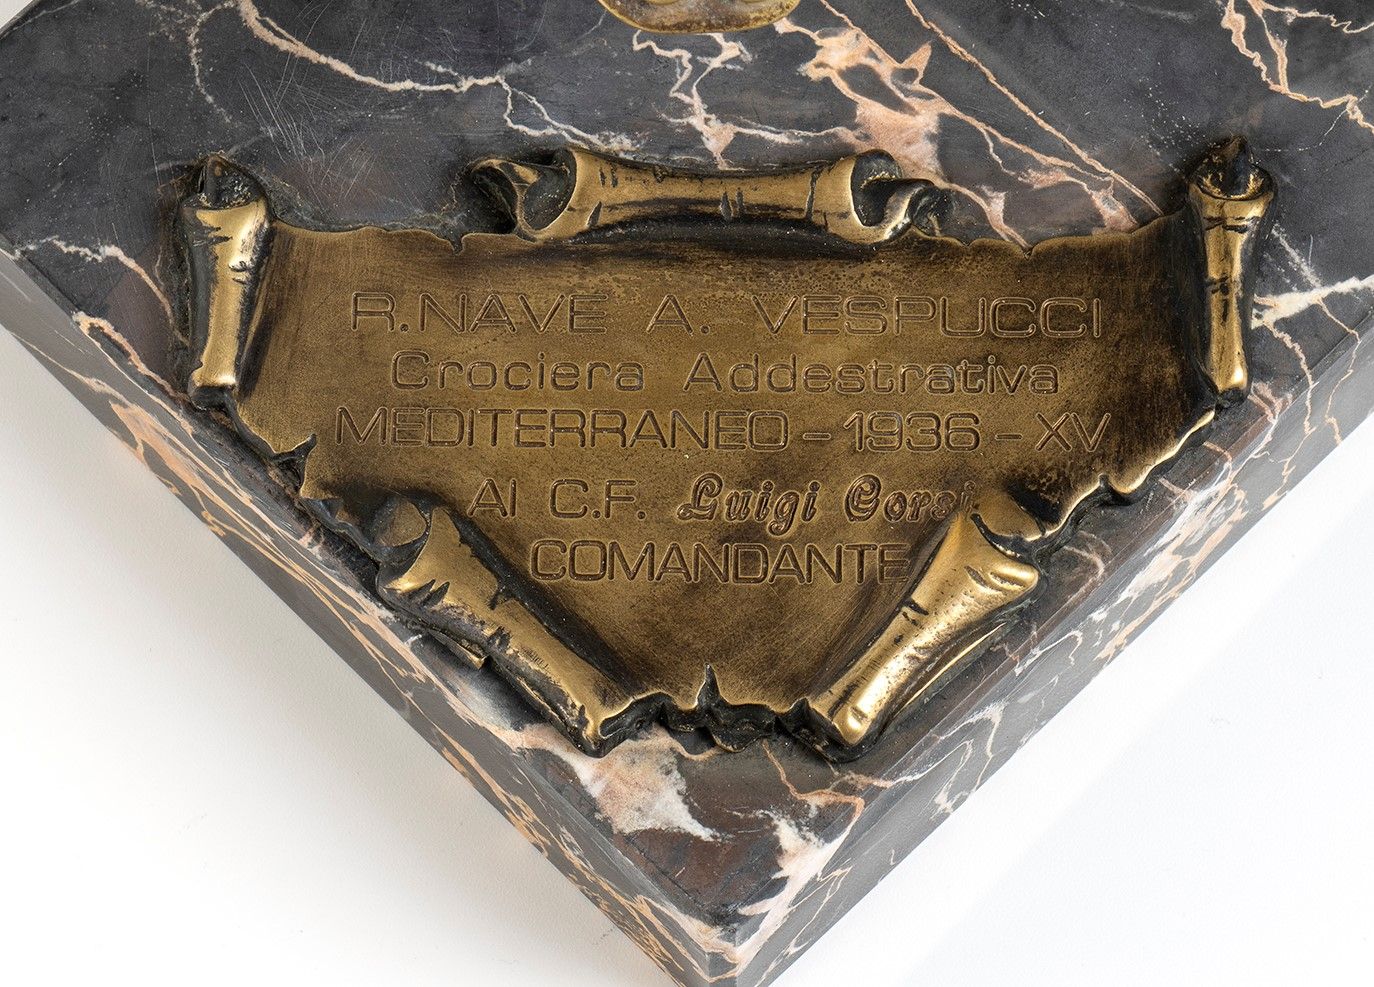 R. NAVE A. VESPUCCI
Crociera Addestrativa
MEDITERRANEO - 1936 - XV
Al C.F. Luigi Corsi
COMANDANTE